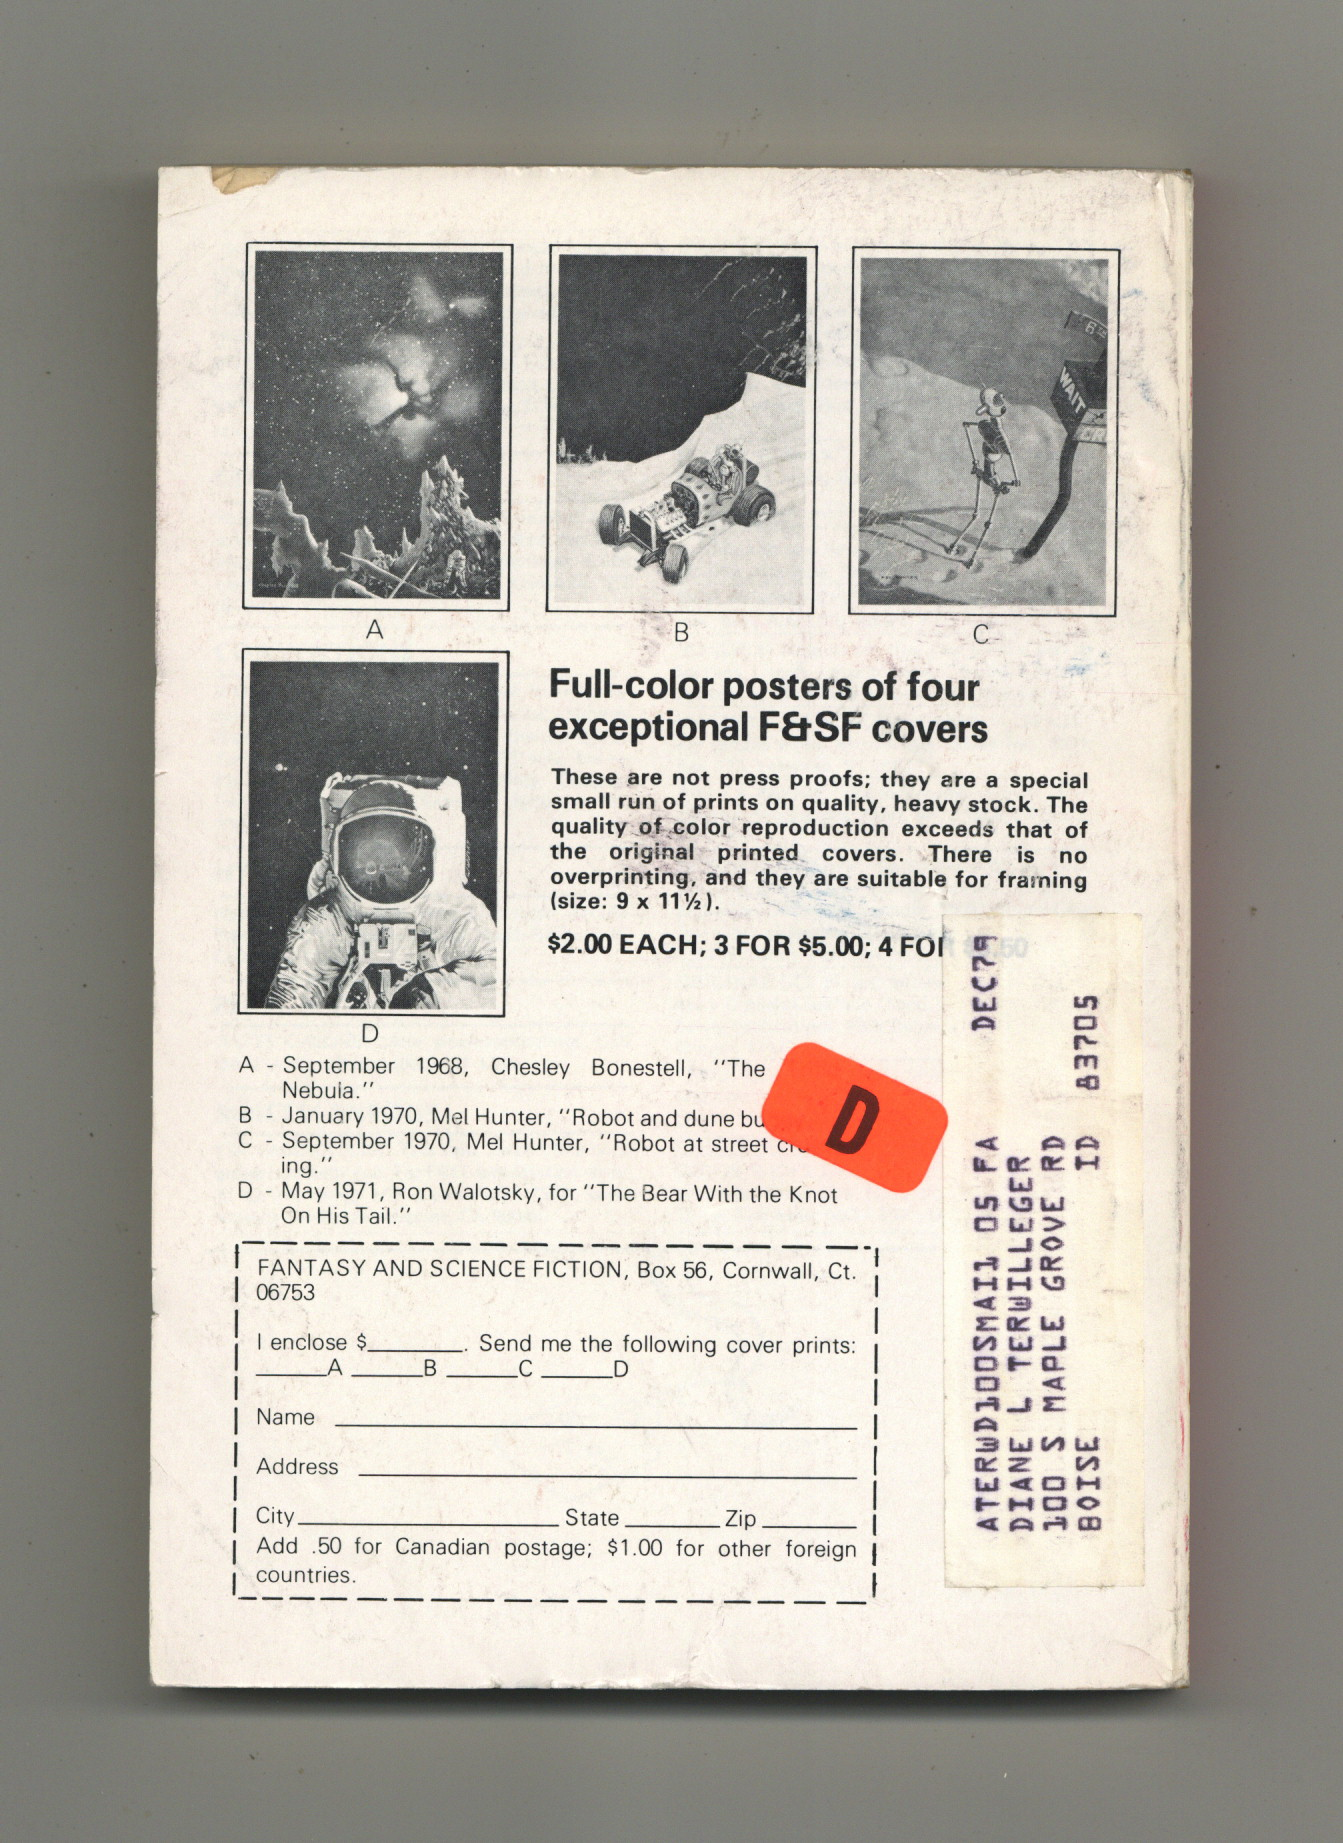 WAIT
A
B
C
Full-color posters of four
exceptional F&SF covers
These are not press proofs; they are a special
small run of prints on quality, heavy stock. The
quality of color reproduction exceeds that of
the original printed covers. There is no
overprinting, and they are suitable for framing
(size: 9 x 11½).
$2.00 EACH; 3 FOR $5.00; 4 FO
D
A - September 1968, Chesley Bonestell, "The
Nebula."
B - January 1970, Mel Hunter, "Robot and dune bu
C - September 1970, Mel Hunter, "Robot at street cro
ing."
D - May 1971, Ron Walotsky, for "The Bear With the Knot
On His Tail."
D
FANTASY AND SCIENCE FICTION, Box 56, Cornwall, Ct.
06753
I enclose $________. Send me the following cover prints:
______A ______B ______C ______D
Name
Address
City State Zip
Add .50 for Canadian postage; $1.00 for other foreign
countries.
ATERWD100SMAIL 05 FA DEC79
DIANE L TERWILLEGER
100 S MAPLE GROVE RD
BOISE ID 83705